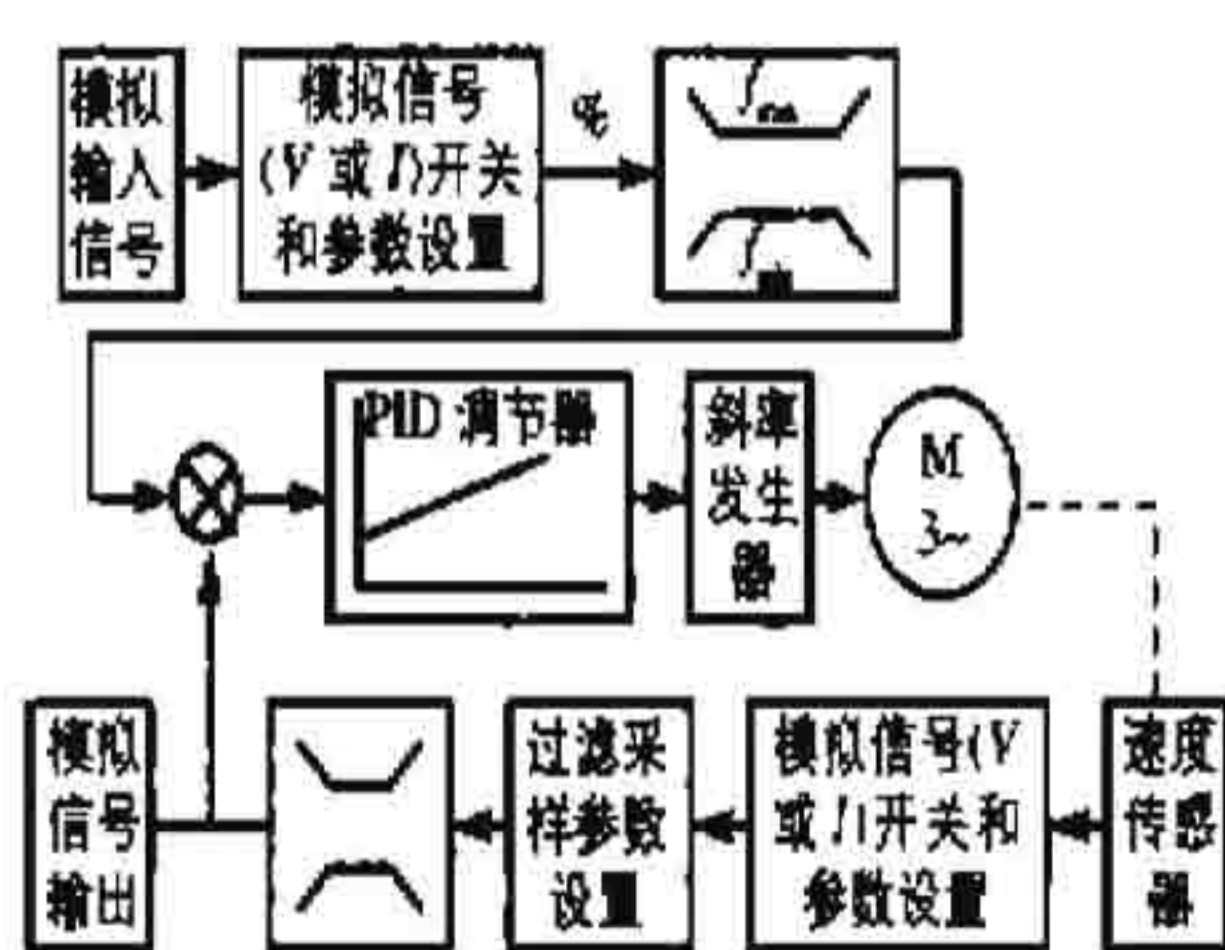 模拟
输入
信号
模拟信号
(V 或 I)开关
和参数设置
PID 调节器
斜率
发生
器
M
3~
模拟
信号
输出
过滤采
样参数
设置
模拟信号(V
或 I)开关和
参数设置
速度
传感
器